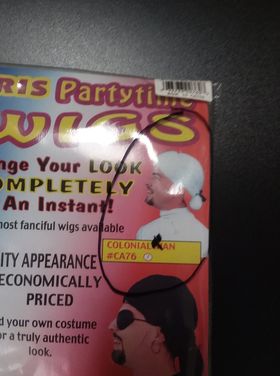 RIS Partytime
WIGS
nge Your LOOK
OMPLETELY
An Instant!
most fanciful wigs available
COLONIAL MAN
#CA76
ITY APPEARANCE
ECONOMICALLY
PRICED
d your own costume
or a truly authentic
look.